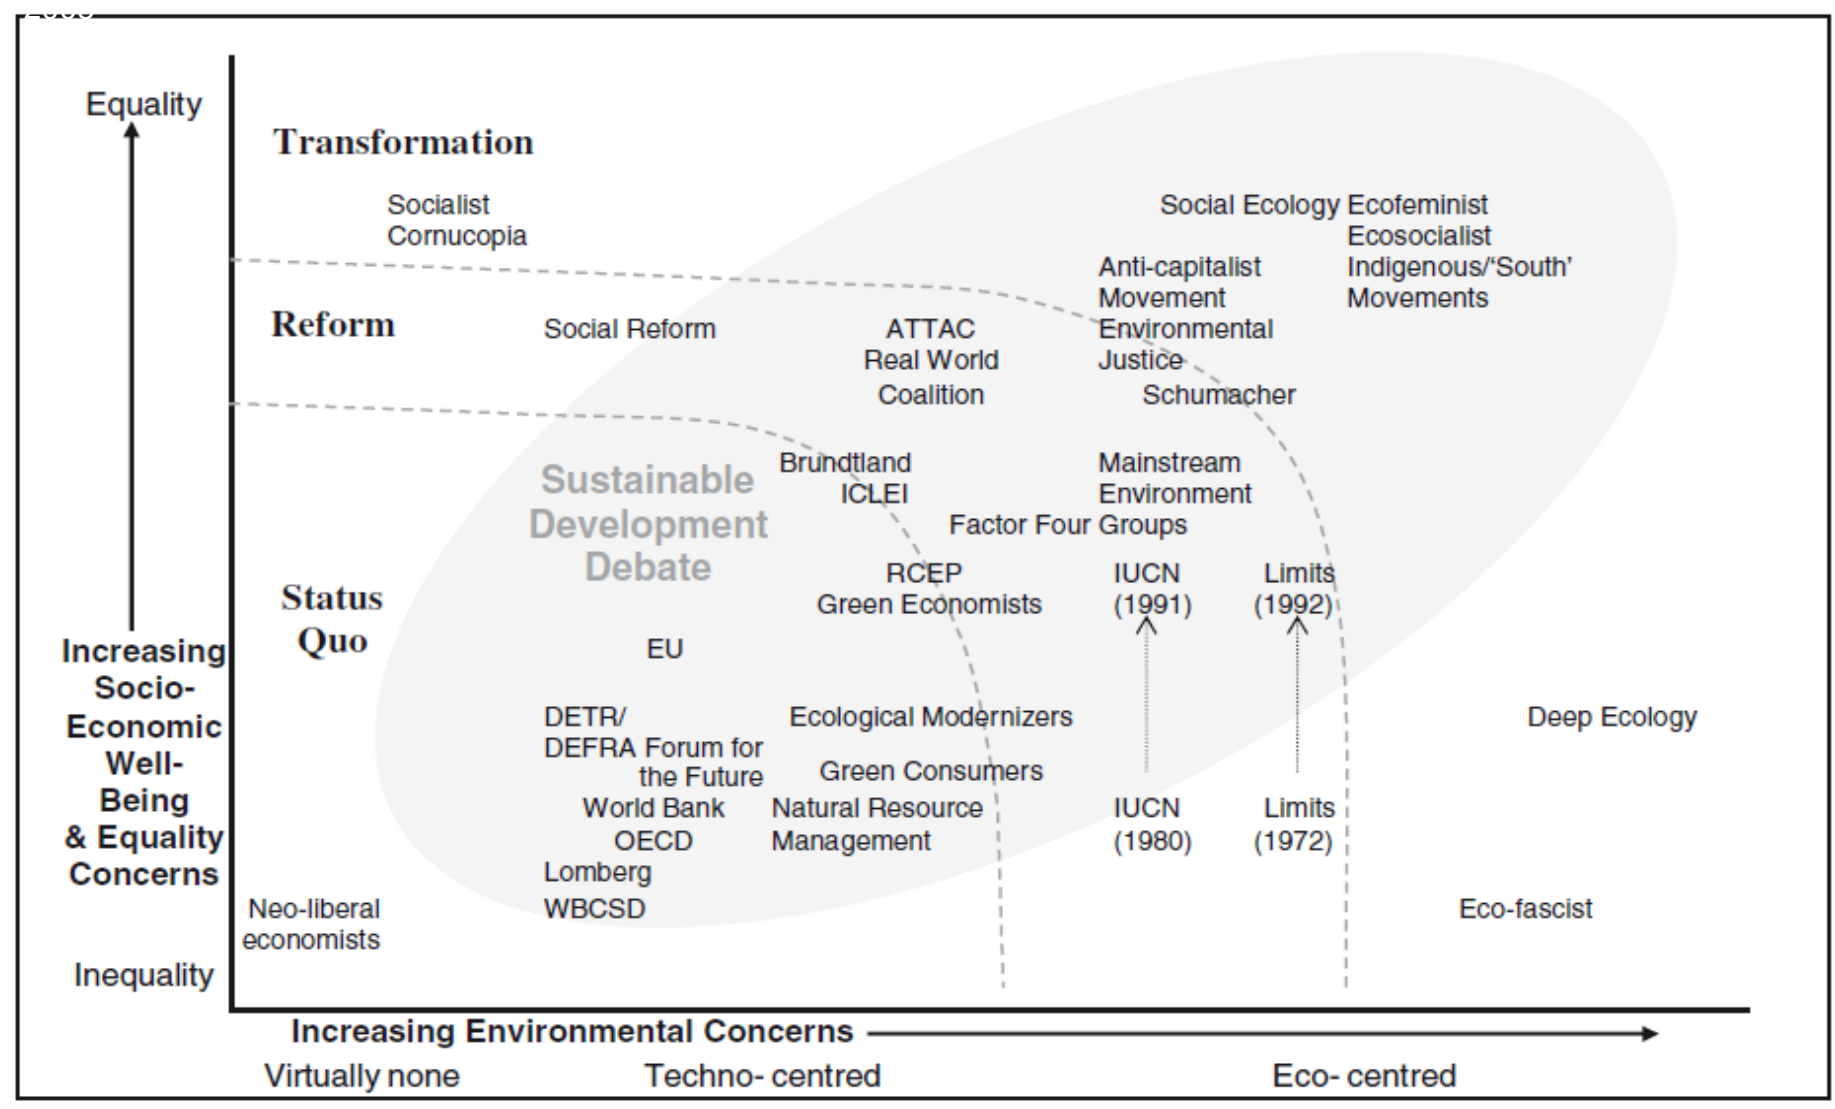 Equality
Transformation
Socialist
Cornucopia
Social Ecology Ecofeminist
Ecosocialist
Anti-capitalist
Movement
Indigenous/‘South’
Movements
Reform
Social Reform
ATTAC
Real World
Coalition
Environmental
Justice
Schumacher
Sustainable
Development
Debate
Brundtland
ICLEI
Mainstream
Environment
Factor Four Groups
Status
Quo
RCEP
Green Economists
IUCN
(1991)
Limits
(1992)
EU
Increasing
Socio-
Economic
Well-
Being
& Equality
Concerns
DETR/
DEFRA Forum for
the Future
Ecological Modernizers
Green Consumers
Deep Ecology
World Bank
OECD
Natural Resource
Management
IUCN
(1980)
Limits
(1972)
Lomberg
WBCSD
Neo-liberal
economists
Eco-fascist
Inequality
Increasing Environmental Concerns
Virtually none
Techno- centred
Eco- centred